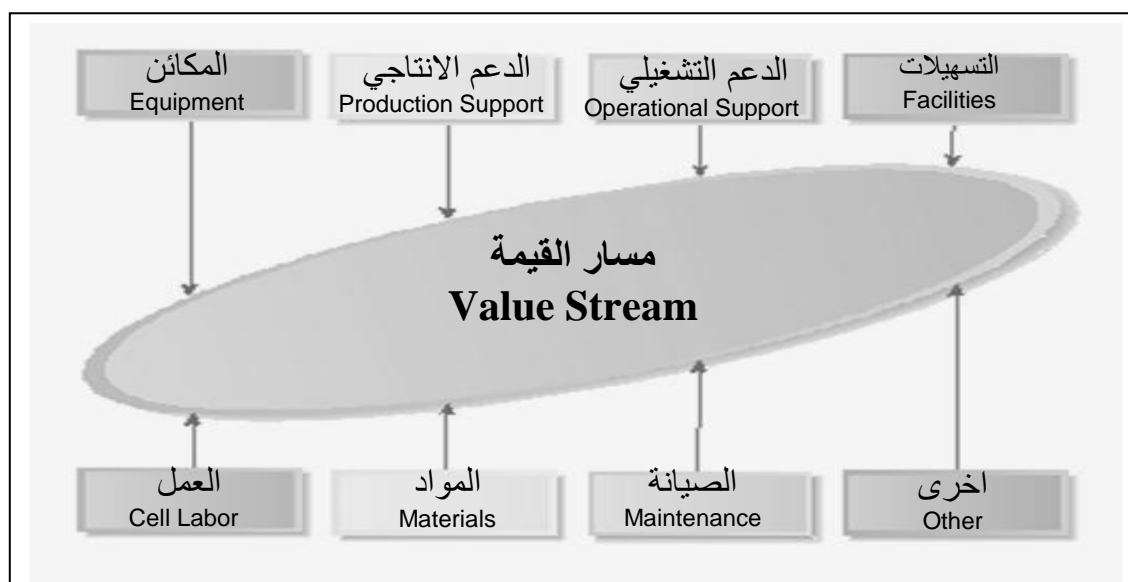 المكائن
Equipment
الدعم الانتاجي
Production Support
الدعم التشغيلي
Operational Support
التسهيلات
Facilities
مسار القيمة
Value Stream
العمل
Cell Labor
المواد
Materials
الصيانة
Maintenance
اخرى
Other